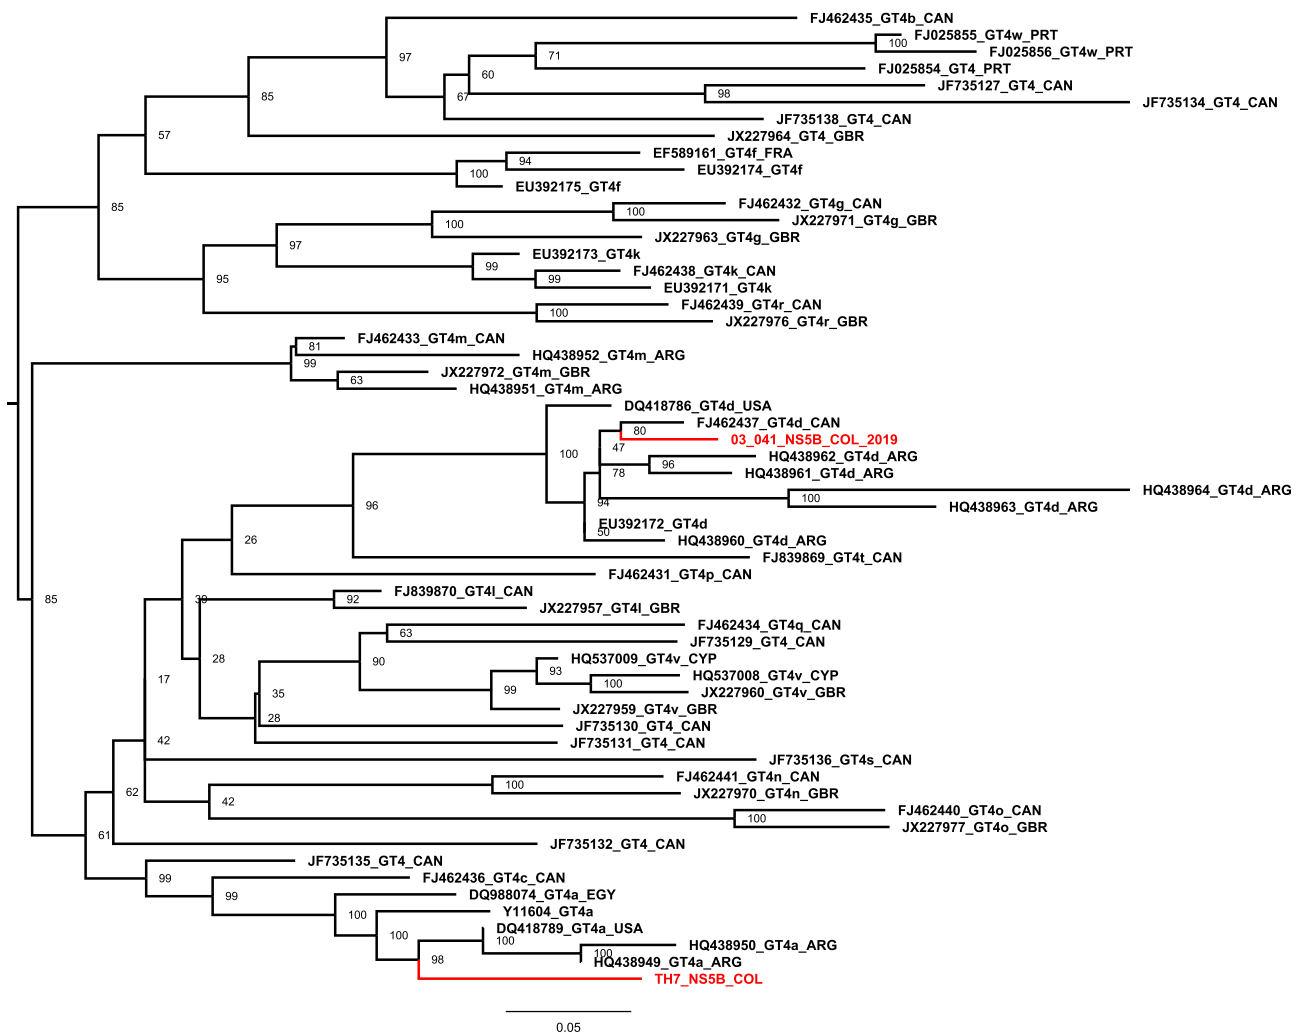 FJ462435_GT4b_CAN
FJ025855_GT4w_PRT
100
FJ025856_GT4w_PRT
97
71
FJ025854_GT4_PRT
60
JF735127_GT4_CAN
98
67
85
JF735134_GT4_CAN
JF735138_GT4_CAN
57
JX227964_GT4_GBR
EF589161_GT4f_FRA
94
EU392174_GT4f
100
EU392175_GT4f
85
FJ462432_GT4g_CAN
100
JX227971_GT4g_GBR
100
JX227963_GT4g_GBR
97
EU392173_GT4k
99
FJ462438_GT4k_CAN
95
99
EU392171_GT4k
FJ462439_GT4r_CAN
100
JX227976_GT4r_GBR
FJ462433_GT4m_CAN
81
HQ438952_GT4m_ARG
99
JX227972_GT4m_GBR
63
HQ438951_GT4m_ARG
DQ418786_GT4d_USA
FJ462437_GT4d_CAN
80
03_041_NS5B_COL_2019
47
100
HQ438962_GT4d_ARG
96
78
HQ438961_GT4d_ARG
HQ438964_GT4d_ARG
100
94
96
HQ438963_GT4d_ARG
EU392172_GT4d
50
HQ438960_GT4d_ARG
26
FJ839869_GT4t_CAN
FJ462431_GT4p_CAN
FJ839870_GT4l_CAN
39
92
85
JX227957_GT4l_GBR
FJ462434_GT4q_CAN
63
JF735129_GT4_CAN
28
90
HQ537009_GT4v_CYP
93
HQ537008_GT4v_CYP
17
100
99
35
JX227960_GT4v_GBR
JX227959_GT4v_GBR
28
JF735130_GT4_CAN
42
JF735131_GT4_CAN
JF735136_GT4s_CAN
FJ462441_GT4n_CAN
100
62
JX227970_GT4n_GBR
42
FJ462440_GT4o_CAN
100
JX227977_GT4o_GBR
61
JF735132_GT4_CAN
JF735135_GT4_CAN
99
FJ462436_GT4c_CAN
99
DQ988074_GT4a_EGY
100
Y11604_GT4a
DQ418789_GT4a_USA
100
100
HQ438950_GT4a_ARG
100
98
HQ438949_GT4a_ARG
TH7_NS5B_COL
0.05